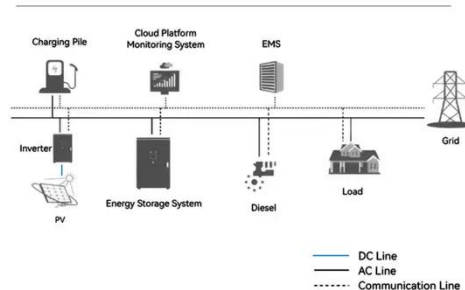 Charging Pile
Cloud Platform
Monitoring System
EMS
Grid
Inverter
PV
Energy Storage System
Diesel
Load
DC Line
AC Line
Communication Line